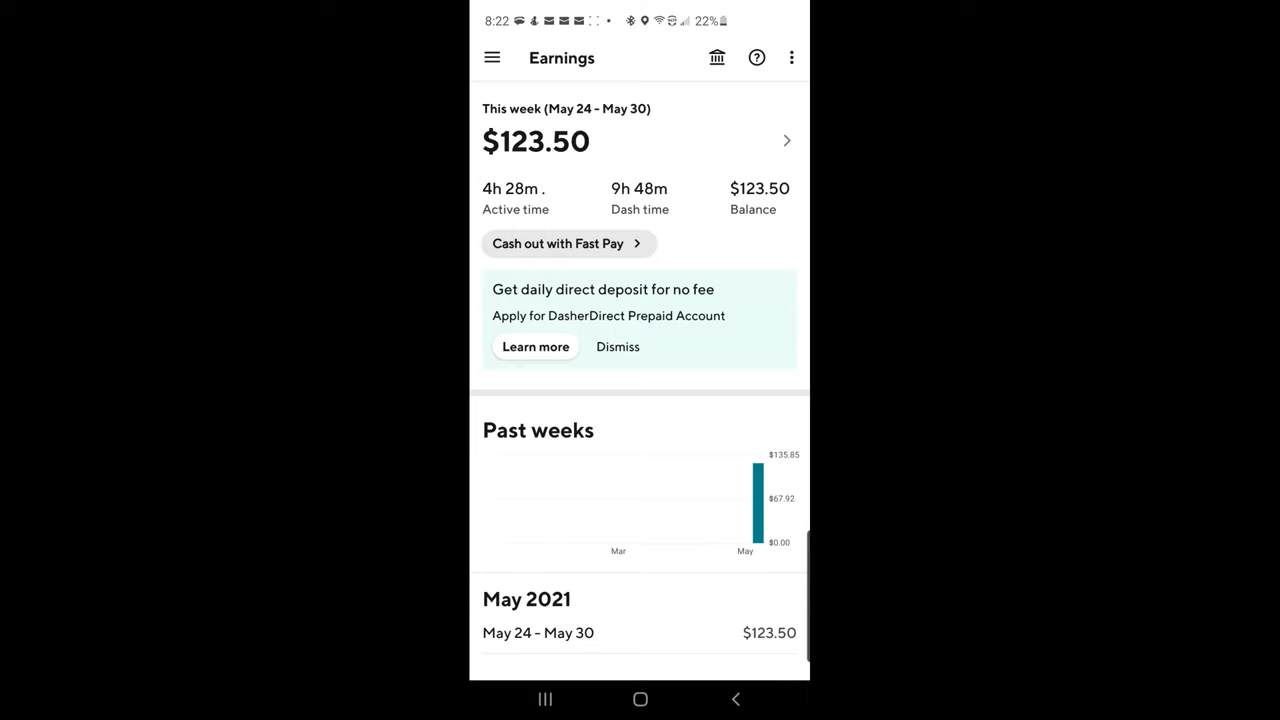 8:22 22%
Earnings
This week (May 24 - May 30)
$123.50
4h 28m . 9h 48m $123.50
Active time Dash time Balance
Cash out with Fast Pay
Get daily direct deposit for no fee
Apply for DasherDirect Prepaid Account
Learn more Dismiss
Past weeks
$135.85
$67.92
$0.00
Mar May
May 2021
May 24 - May 30 $123.50